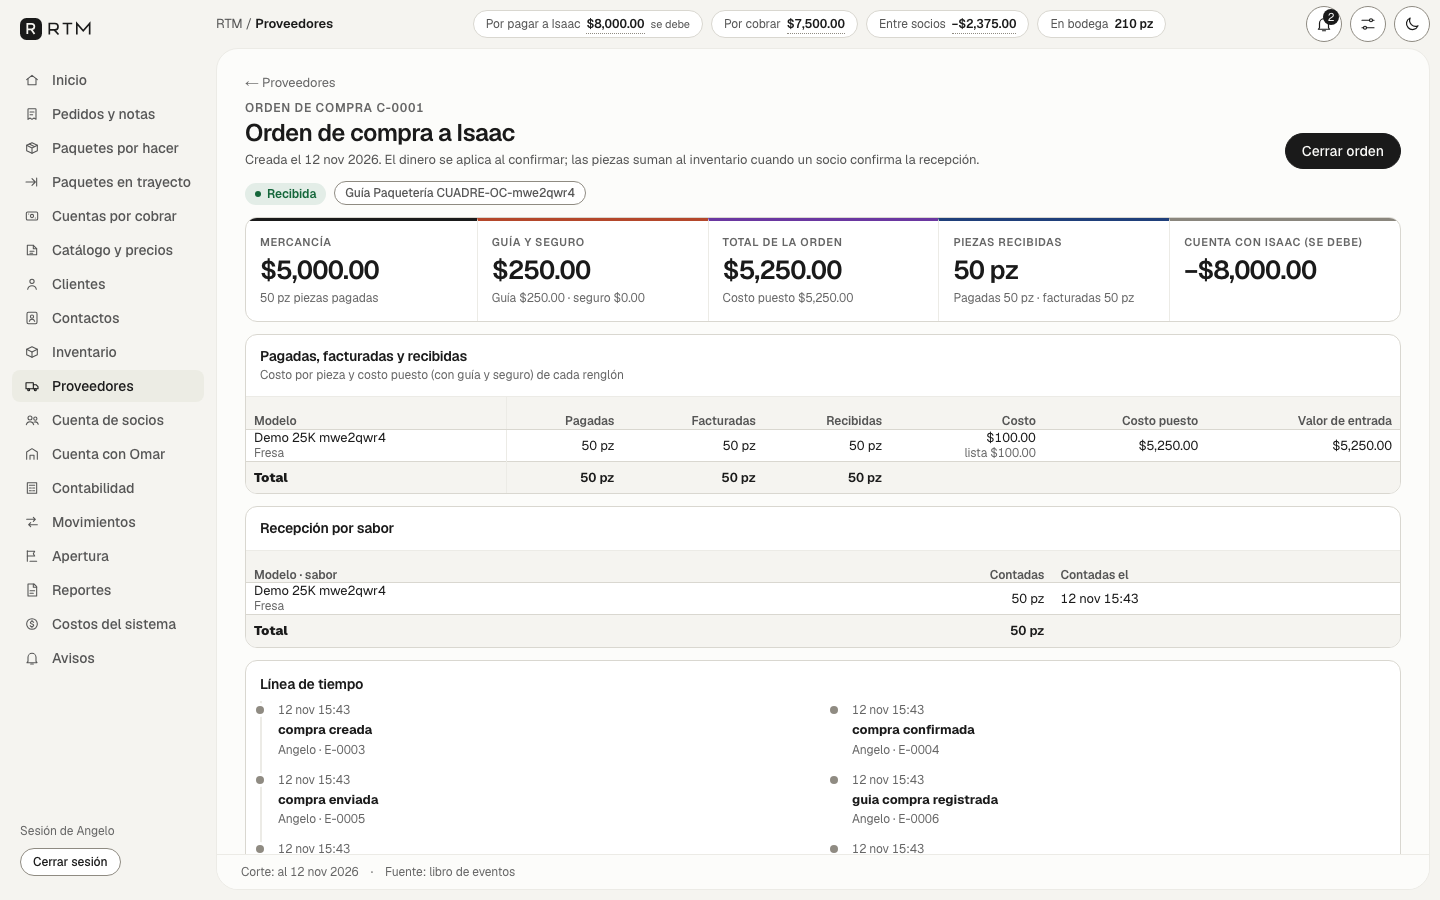 R RTM
RTM / Proveedores
Por pagar a Isaac $8,000.00 se debe
Por cobrar $7,500.00
Entre socios −$2,375.00
En bodega 210 pz
2
Inicio
Pedidos y notas
Paquetes por hacer
Paquetes en trayecto
Cuentas por cobrar
Catálogo y precios
Clientes
Contactos
Inventario
Proveedores
Cuenta de socios
Cuenta con Omar
Contabilidad
Movimientos
Apertura
Reportes
Costos del sistema
Avisos
Sesión de Angelo
Cerrar sesión
← Proveedores
ORDEN DE COMPRA C-0001
Orden de compra a Isaac
Creada el 12 nov 2026. El dinero se aplica al confirmar; las piezas suman al inventario cuando un socio confirma la recepción.
Cerrar orden
Recibida
Guía Paquetería CUADRE-OC-mwe2qwr4
MERCANCÍA
$5,000.00
50 pz piezas pagadas
GUÍA Y SEGURO
$250.00
Guía $250.00 · seguro $0.00
TOTAL DE LA ORDEN
$5,250.00
Costo puesto $5,250.00
PIEZAS RECIBIDAS
50 pz
Pagadas 50 pz · facturadas 50 pz
CUENTA CON ISAAC (SE DEBE)
−$8,000.00
Pagadas, facturadas y recibidas
Costo por pieza y costo puesto (con guía y seguro) de cada renglón
Modelo Pagadas Facturadas Recibidas Costo Costo puesto Valor de entrada
Demo 25K mwe2qwr4 50 pz 50 pz 50 pz $100.00 $5,250.00 $5,250.00
Fresa lista $100.00
Total 50 pz 50 pz 50 pz
Recepción por sabor
Modelo · sabor Contadas Contadas el
Demo 25K mwe2qwr4 50 pz 12 nov 15:43
Fresa
Total 50 pz
Línea de tiempo
12 nov 15:43
compra creada
Angelo · E-0003
12 nov 15:43
compra confirmada
Angelo · E-0004
12 nov 15:43
compra enviada
Angelo · E-0005
12 nov 15:43
guia compra registrada
Angelo · E-0006
12 nov 15:43
12 nov 15:43
Corte: al 12 nov 2026 · Fuente: libro de eventos